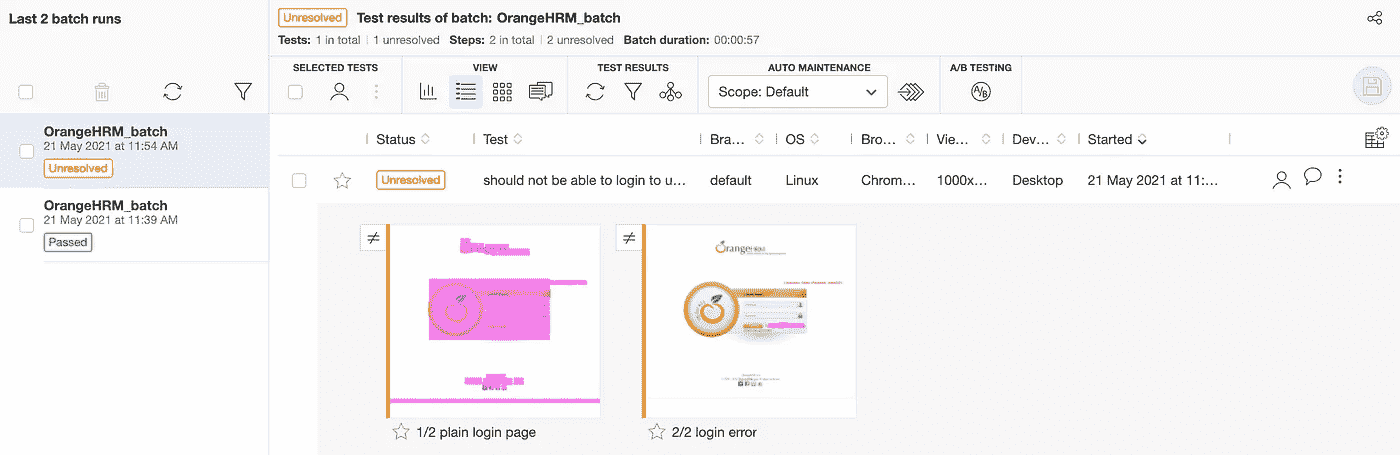 Last 2 batch runs
OrangeHRM_batch
21 May 2021 at 11:54 AM
Unresolved
OrangeHRM_batch
21 May 2021 at 11:39 AM
Passed
Unresolved Test results of batch: OrangeHRM_batch
Tests: 1 in total | 1 unresolved Steps: 2 in total | 2 unresolved Batch duration: 00:00:57
SELECTED TESTS VIEW TEST RESULTS AUTO MAINTENANCE A/B TESTING
Scope: Default A/B
Status Test Bra... OS Bro... Vie... Dev... Started
Unresolved should not be able to login to u... default Linux Chrom... 1000x... Desktop 21 May 2021 at 11:...
≠ ≠
OrangeHRM
1/2 plain login page 2/2 login error